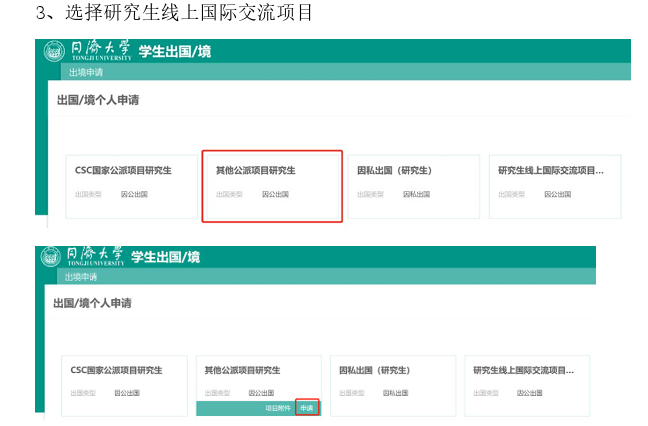 3、选择研究生线上国际交流项目
同济大学 学生出国/境
TONGJI UNIVERSITY
出境申请
出国/境个人申请
CSC国家公派项目研究生 其他公派项目研究生 因私出国（研究生） 研究生线上国际交流项目...
出国类型 因公出国 出国类型 因公出国 出国类型 因私出国 出国类型 因公出国
同济大学 学生出国/境
TONGJI UNIVERSITY
出境申请
出国/境个人申请
CSC国家公派项目研究生 其他公派项目研究生 因私出国（研究生） 研究生线上国际交流项目...
出国类型 因公出国 出国类型 因公出国 出国类型 因私出国 出国类型 因公出国
项目附件 申请